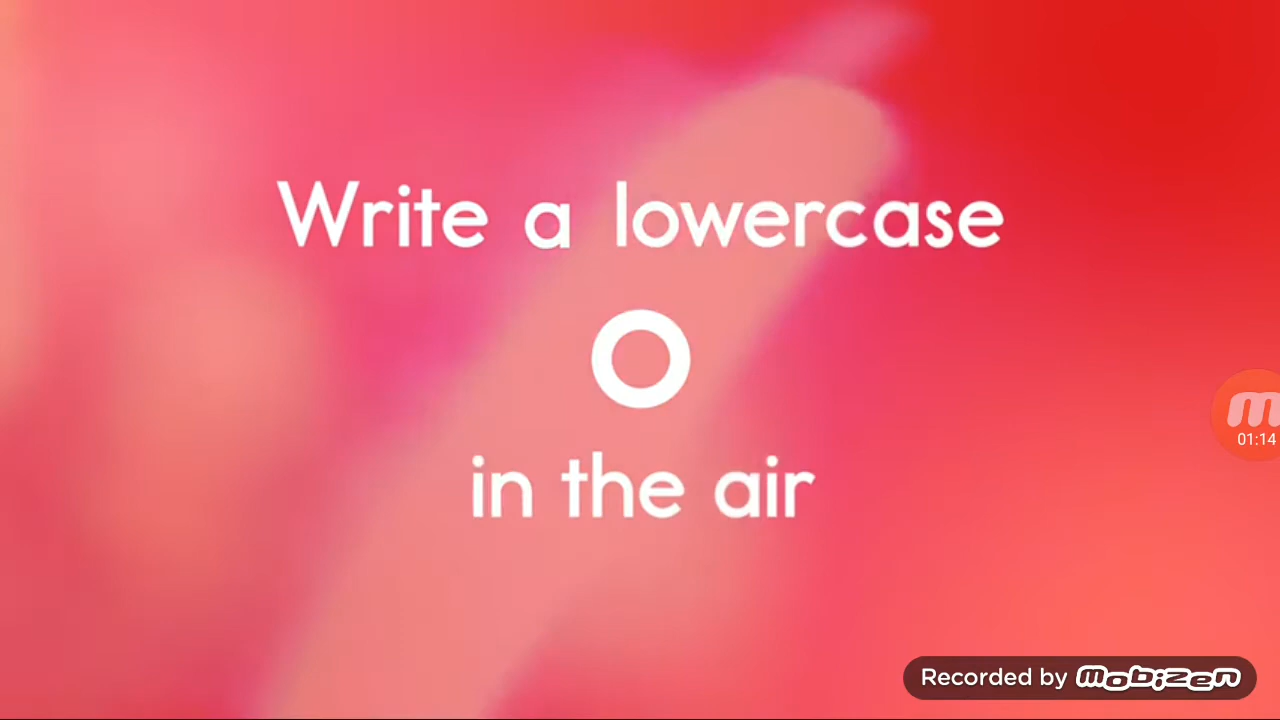 Write a lowercase
o
in the air
m
01:14
Recorded by mobizen